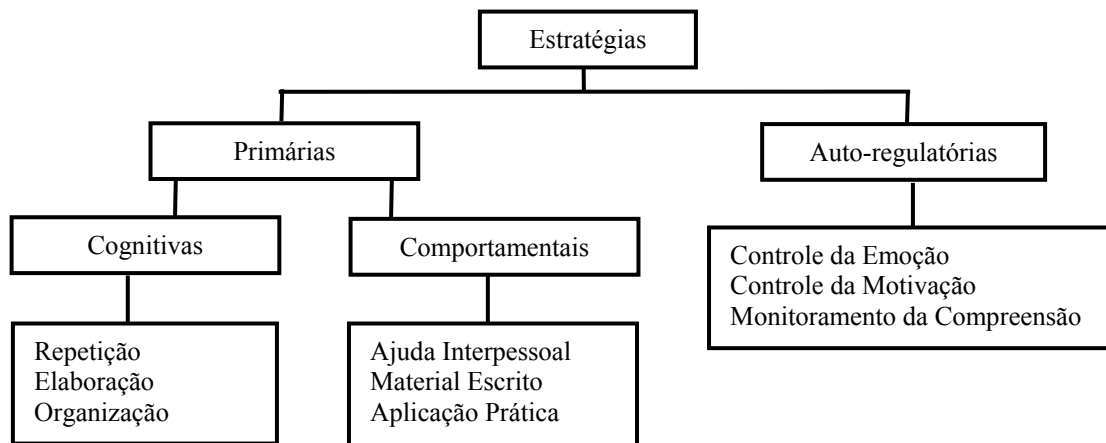 Estratégias
Primárias
Auto-regulatórias
Cognitivas
Comportamentais
Controle da Emoção
Controle da Motivação
Monitoramento da Compreensão
Repetição
Elaboração
Organização
Ajuda Interpessoal
Material Escrito
Aplicação Prática